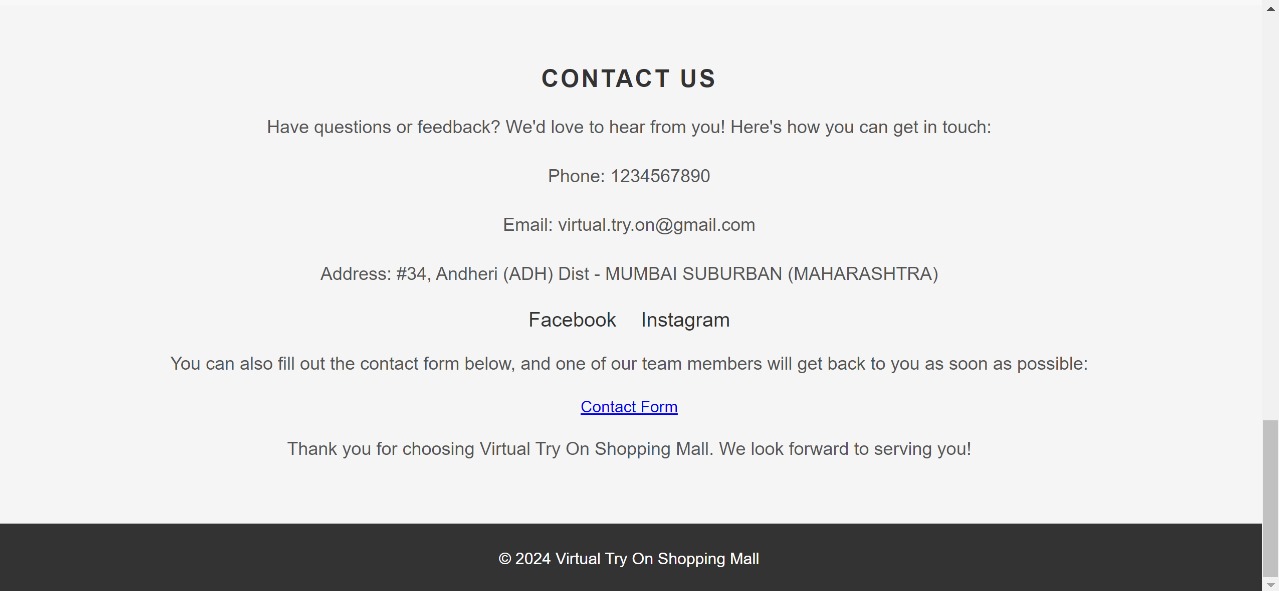 CONTACT US
Have questions or feedback? We'd love to hear from you! Here's how you can get in touch:
Phone: 1234567890
Email: virtual.try.on@gmail.com
Address: #34, Andheri (ADH) Dist - MUMBAI SUBURBAN (MAHARASHTRA)
Facebook Instagram
You can also fill out the contact form below, and one of our team members will get back to you as soon as possible:
Contact Form
Thank you for choosing Virtual Try On Shopping Mall. We look forward to serving you!
© 2024 Virtual Try On Shopping Mall